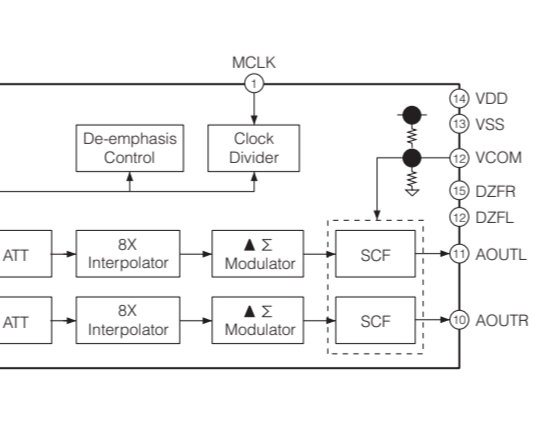 MCLK
1
14 VDD
13 VSS
De-emphasis
Control
Clock
Divider
12 VCOM
15 DZFR
12 DZFL
ATT
8X
Interpolator
▲ Σ
Modulator
SCF
11 AOUTL
ATT
8X
Interpolator
▲ Σ
Modulator
SCF
10 AOUTR